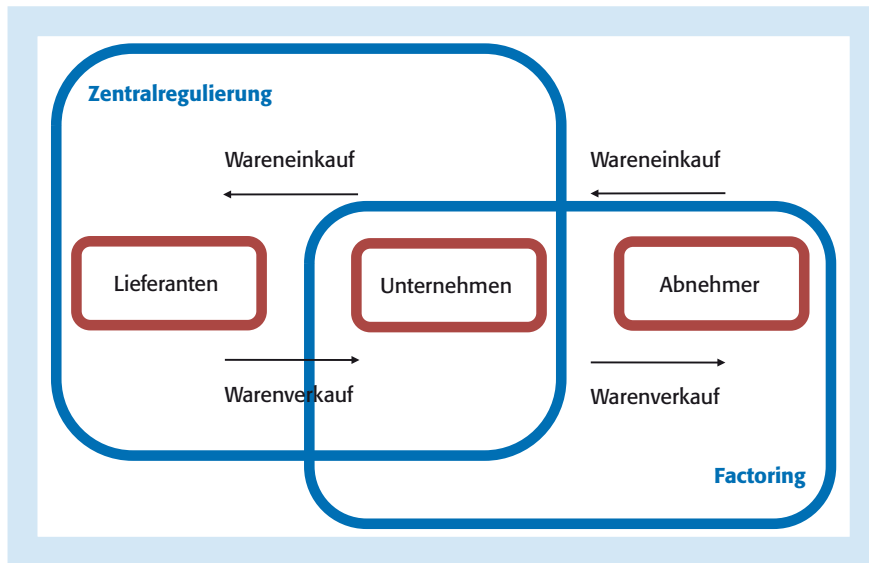 Zentralregulierung
Wareneinkauf
Wareneinkauf
Lieferanten
Unternehmen
Abnehmer
Warenverkauf
Warenverkauf
Factoring